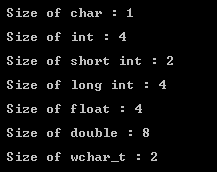 Size of char : 1
Size of int : 4
Size of short int : 2
Size of long int : 4
Size of float : 4
Size of double : 8
Size of wchar_t : 2